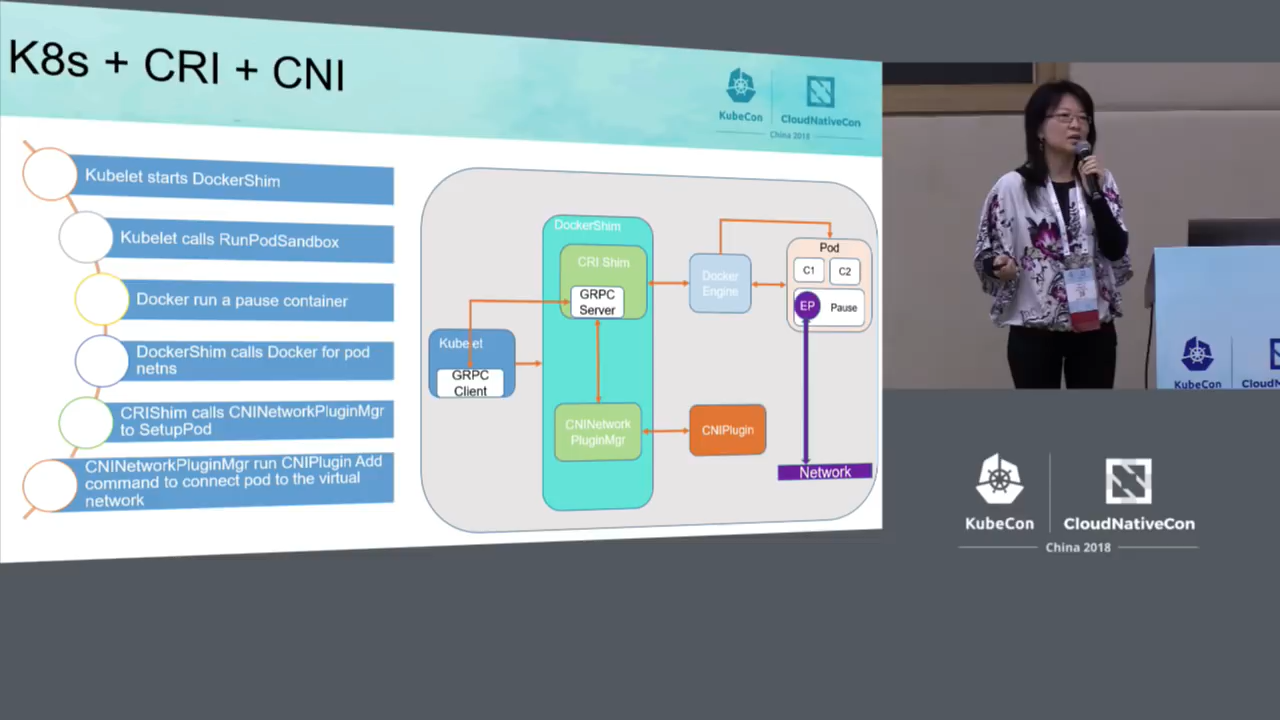 K8s + CRI + CNI
KubeCon
CloudNativeCon
China 2018
Kubelet starts DockerShim
Kubelet calls RunPodSandbox
Docker run a pause container
DockerShim calls Docker for pod
netns
CRIShim calls CNINetworkPluginMgr
to SetupPod
CNINetworkPluginMgr run CNIPlugin Add
command to connect pod to the virtual
network
DockerShim
CRI Shim
GRPC
Server
Kubelet
GRPC
Client
CNINetwork
PluginMgr
Docker
Engine
CNIPlugin
Pod
C1
C2
EP
Pause
Network
KubeCon
CloudN
KubeCon
CloudNativeCon
China 2018